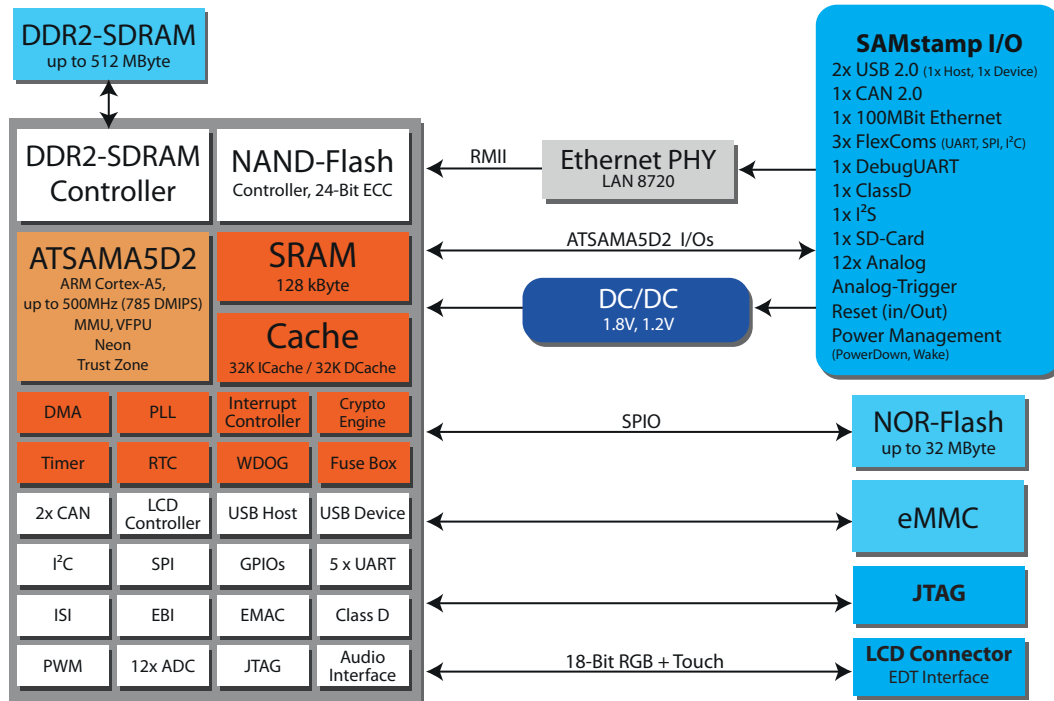 DDR2-SDRAM
up to 512 MByte
DDR2-SDRAM
Controller
NAND-Flash
Controller, 24-Bit ECC
ATSAMA5D2
ARM Cortex-A5,
up to 500MHz (785 DMIPS)
MMU, VFPU
Neon
Trust Zone
SRAM
128 kByte
Cache
32K ICache / 32K DCache
DMA
PLL
Interrupt
Controller
Crypto
Engine
Timer
RTC
WDOG
Fuse Box
2x CAN
LCD
Controller
USB Host
USB Device
I²C
SPI
GPIOs
5 x UART
ISI
EBI
EMAC
Class D
PWM
12x ADC
JTAG
Audio
Interface
RMII
Ethernet PHY
LAN 8720
ATSAMA5D2 I/Os
DC/DC
1.8V, 1.2V
SPIO
18-Bit RGB + Touch
SAMstamp I/O
2x USB 2.0 (1x Host, 1x Device)
1x CAN 2.0
1x 100MBit Ethernet
3x FlexComs (UART, SPI, I²C)
1x DebugUART
1x ClassD
1x I²S
1x SD-Card
12x Analog
Analog-Trigger
Reset (in/Out)
Power Management
(PowerDown, Wake)
NOR-Flash
up to 32 MByte
eMMC
JTAG
LCD Connector
EDT Interface